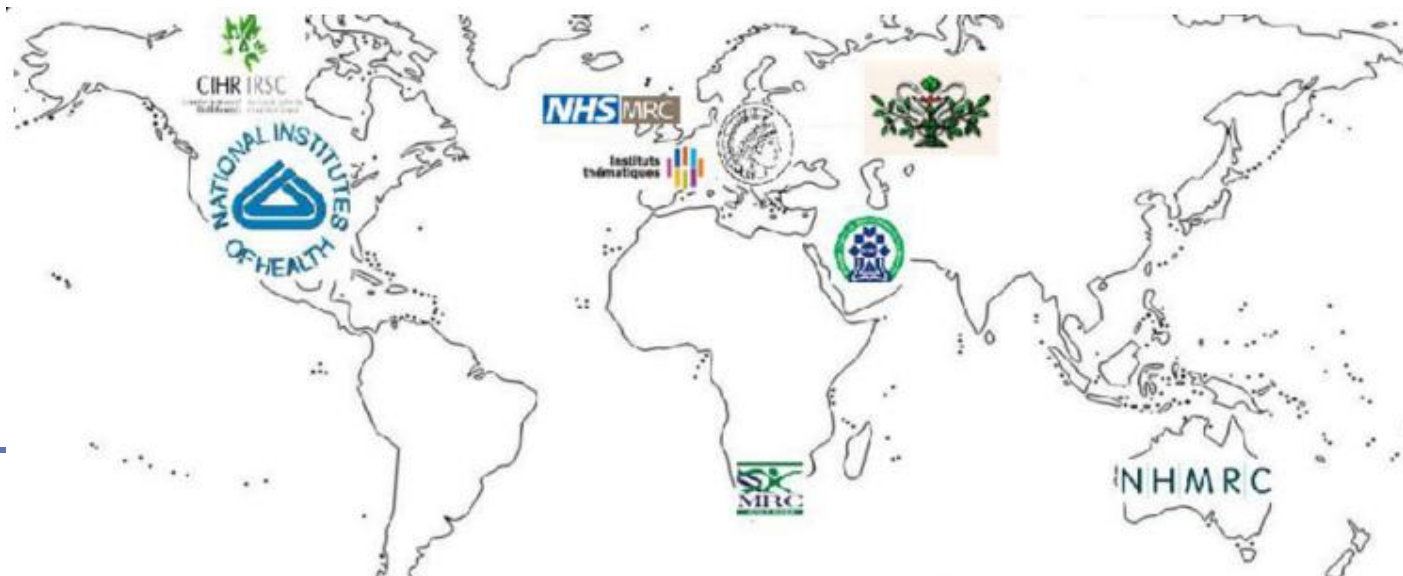 CIHR IRSC
NATIONAL INSTITUTES
OF HEALTH
NHS MRC
Instituts
thématiques
MRC
NHMRC